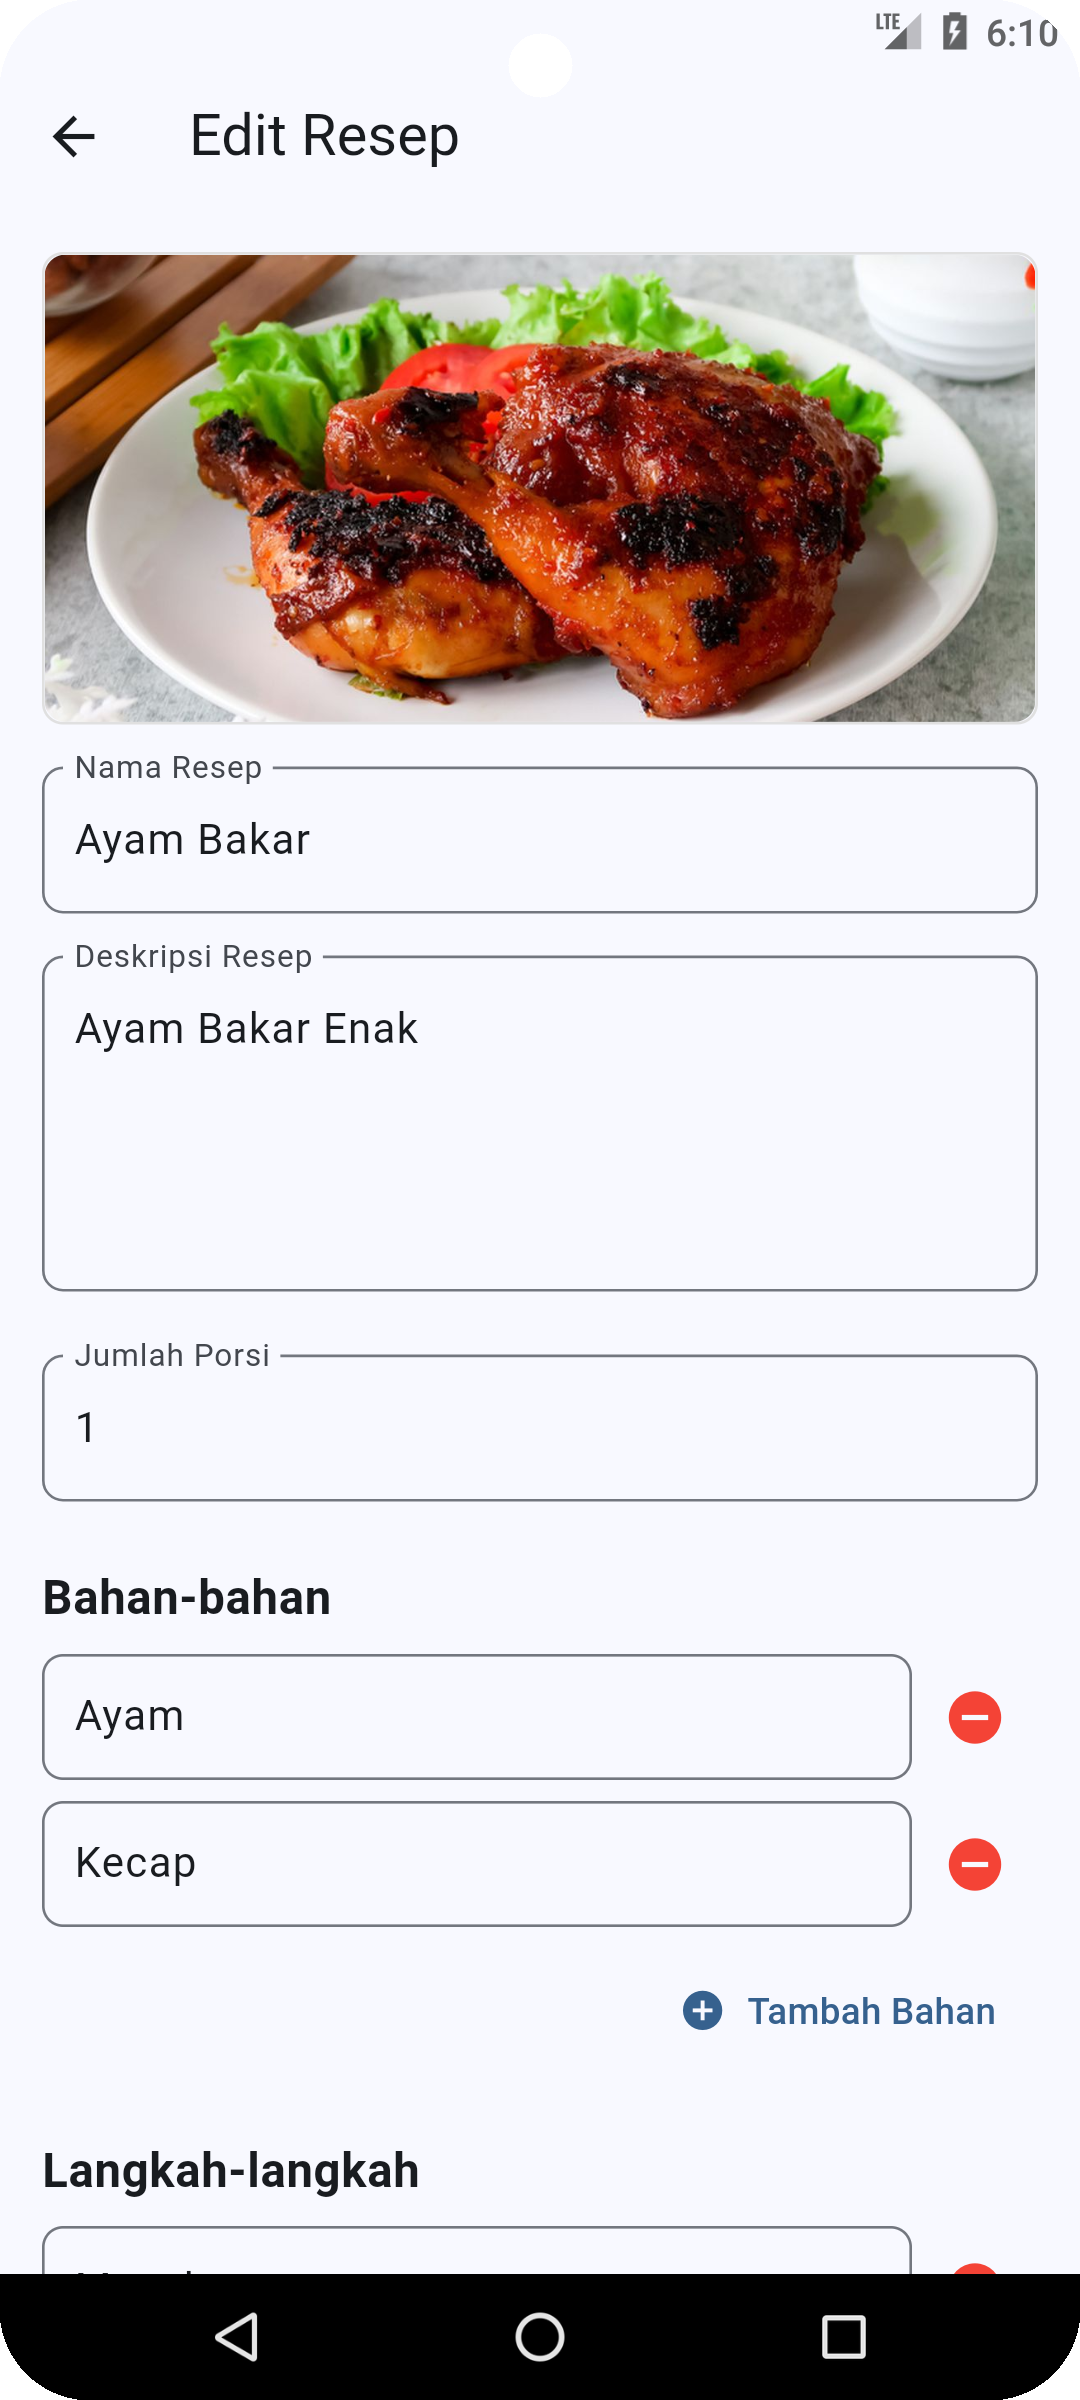 LTE 6:10
Edit Resep
Nama Resep
Ayam Bakar
Deskripsi Resep
Ayam Bakar Enak
Jumlah Porsi
1
Bahan-bahan
Ayam
Kecap
Tambah Bahan
Langkah-langkah